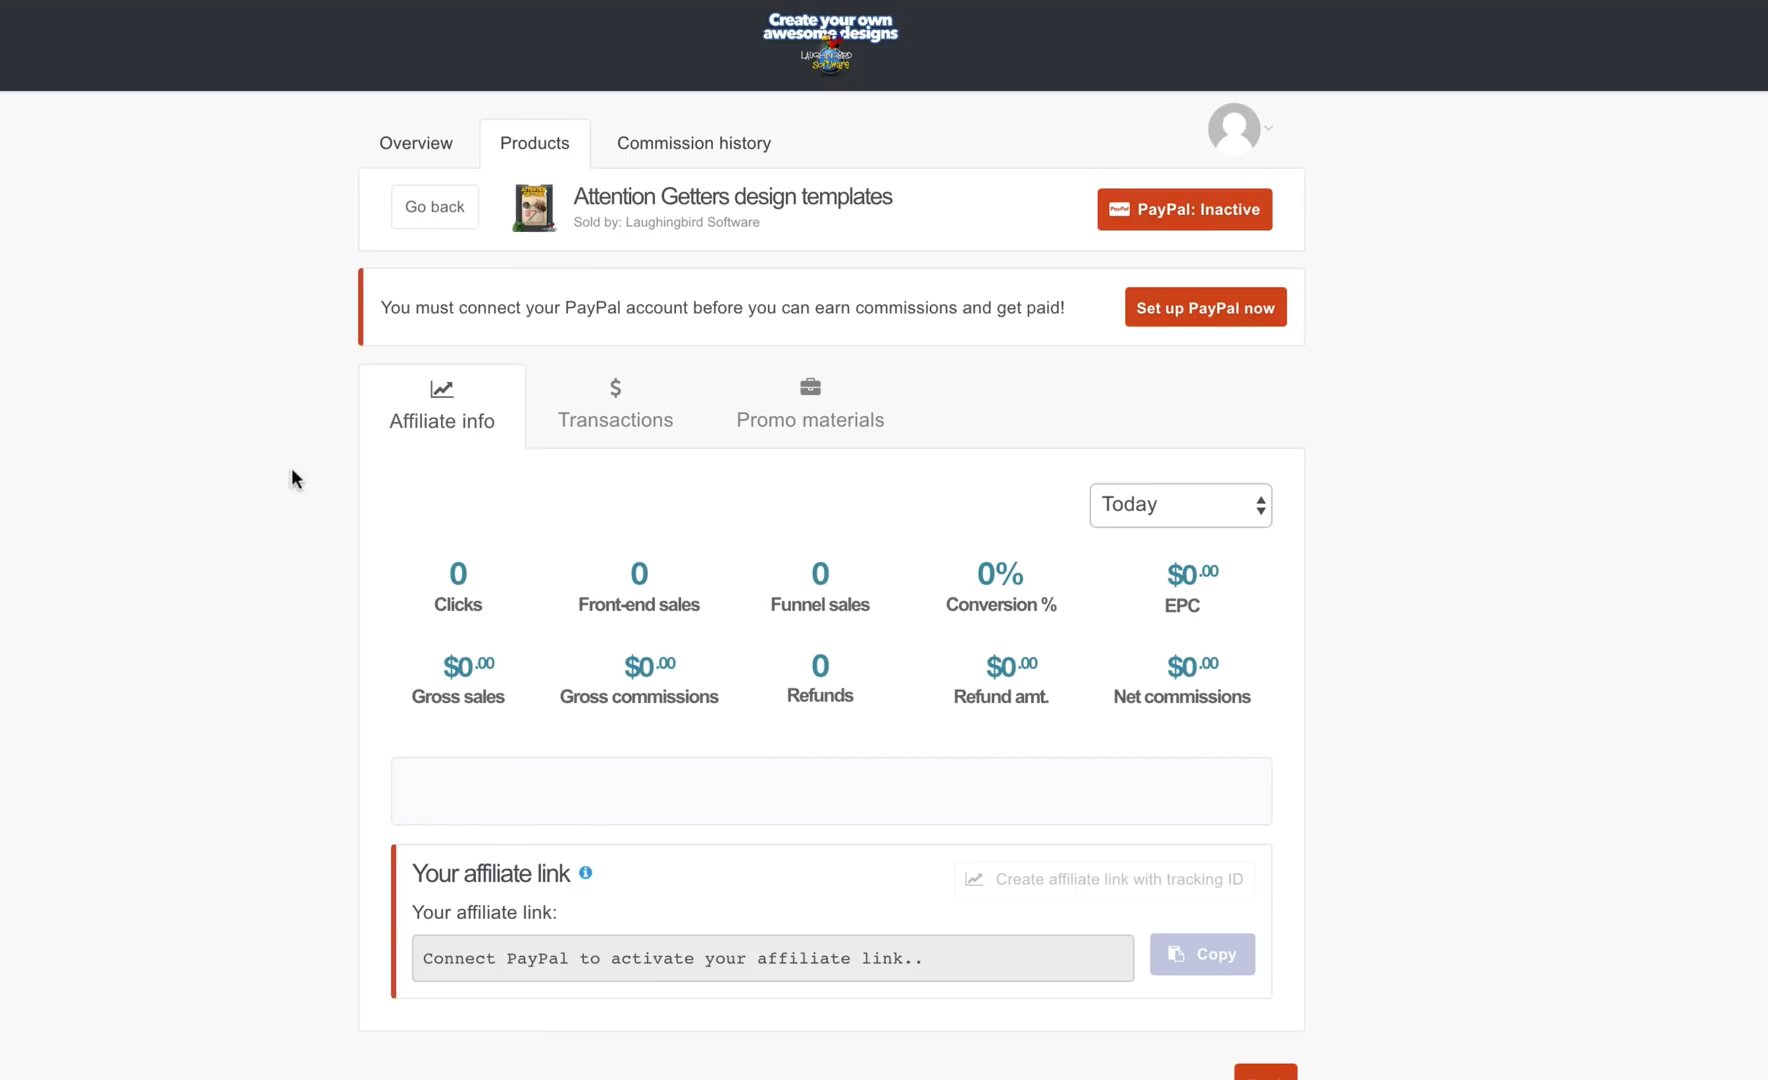 Create your own
awesome designs
LAUGHINGBIRD
Software
Overview
Products
Commission history
Go back
ATTENTION
GETTERS
Attention Getters design templates
Sold by: Laughingbird Software
PayPal
PayPal: Inactive
You must connect your PayPal account before you can earn commissions and get paid!
Set up PayPal now
Affiliate info
Transactions
Promo materials
Today
0
Clicks
0
Front-end sales
0
Funnel sales
0%
Conversion %
$0.00
EPC
$0.00
Gross sales
$0.00
Gross commissions
0
Refunds
$0.00
Refund amt.
$0.00
Net commissions
Your affiliate link
Create affiliate link with tracking ID
Your affiliate link:
Connect PayPal to activate your affiliate link..
Copy